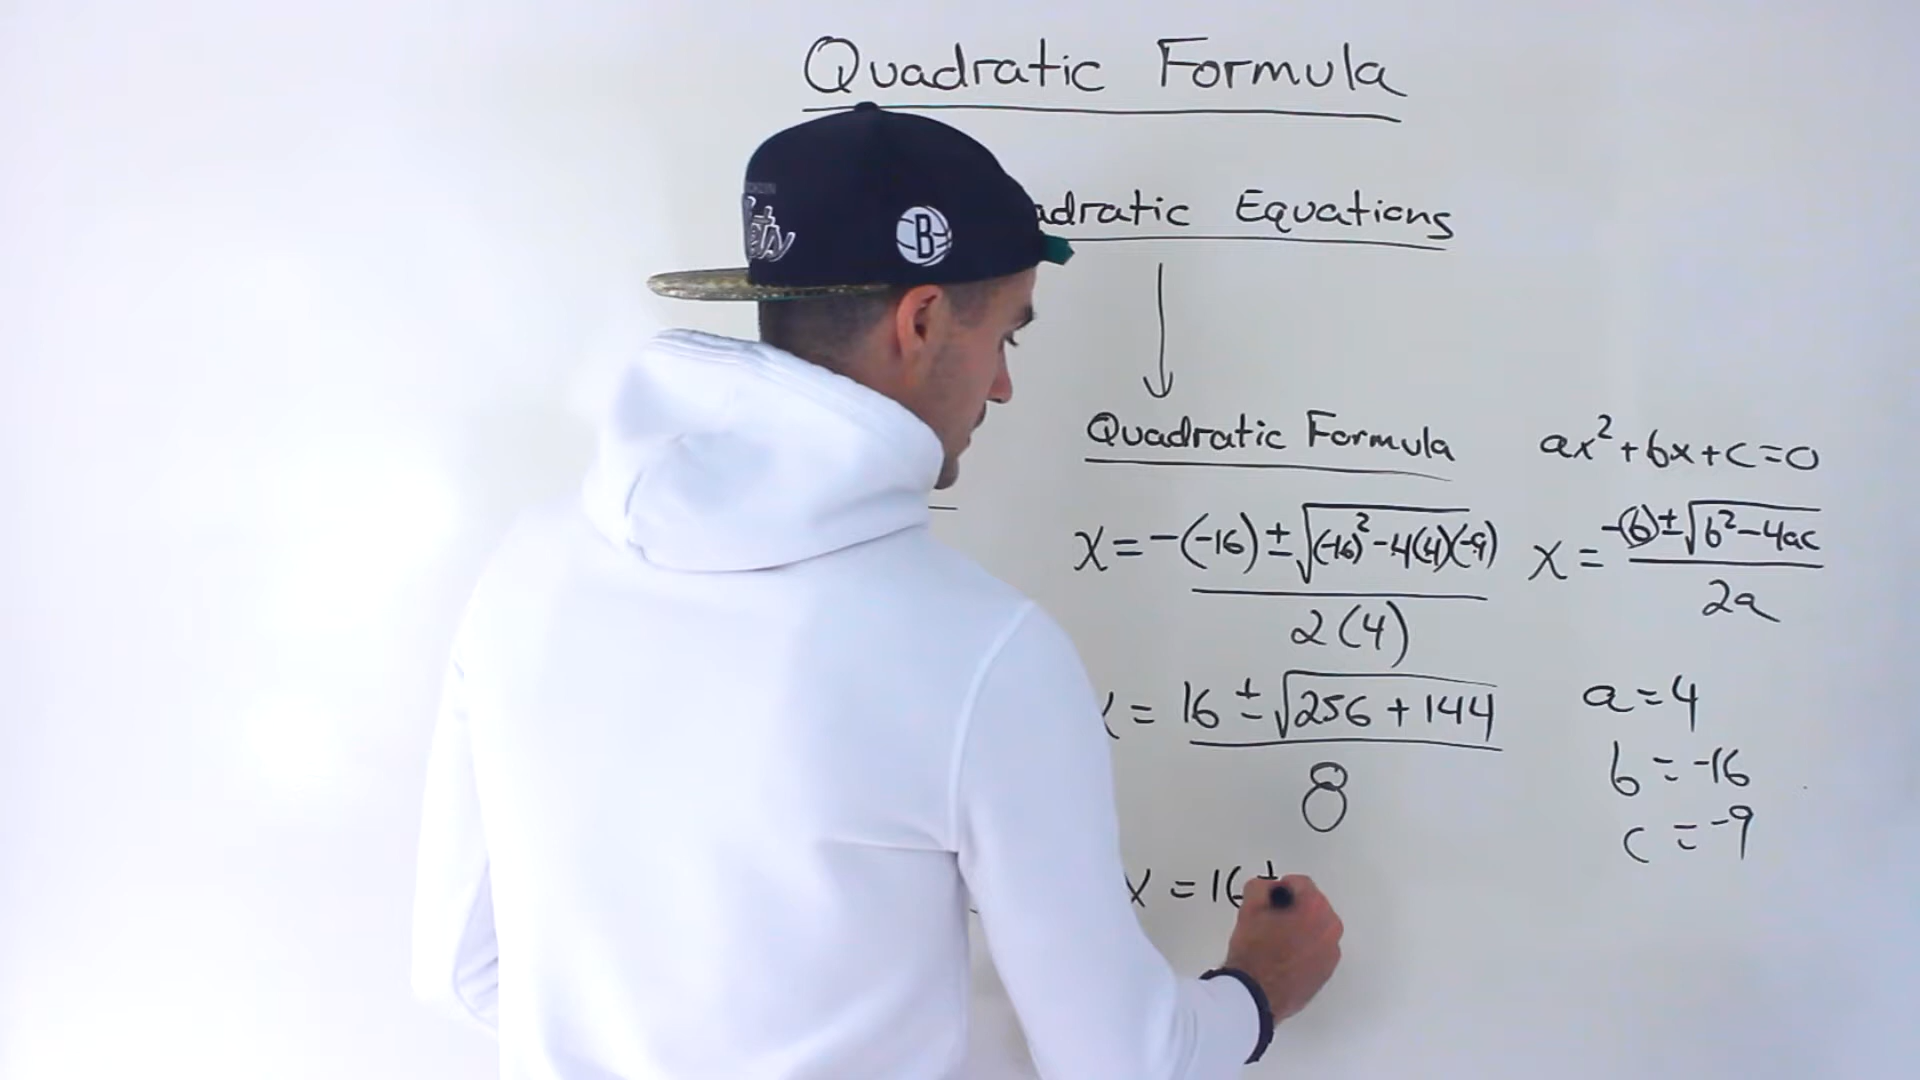 Quadratic Formula
Equations
Quadratic Formula
ax²+bx+c=0
x = -(-16) ± √(-16)²-4(4)(-9)
2(4)
x = -(b)±√b²-4ac
2a
= 16 ± √256 + 144
8
a=4
b=-16
c=-9
x = 16 ±
B